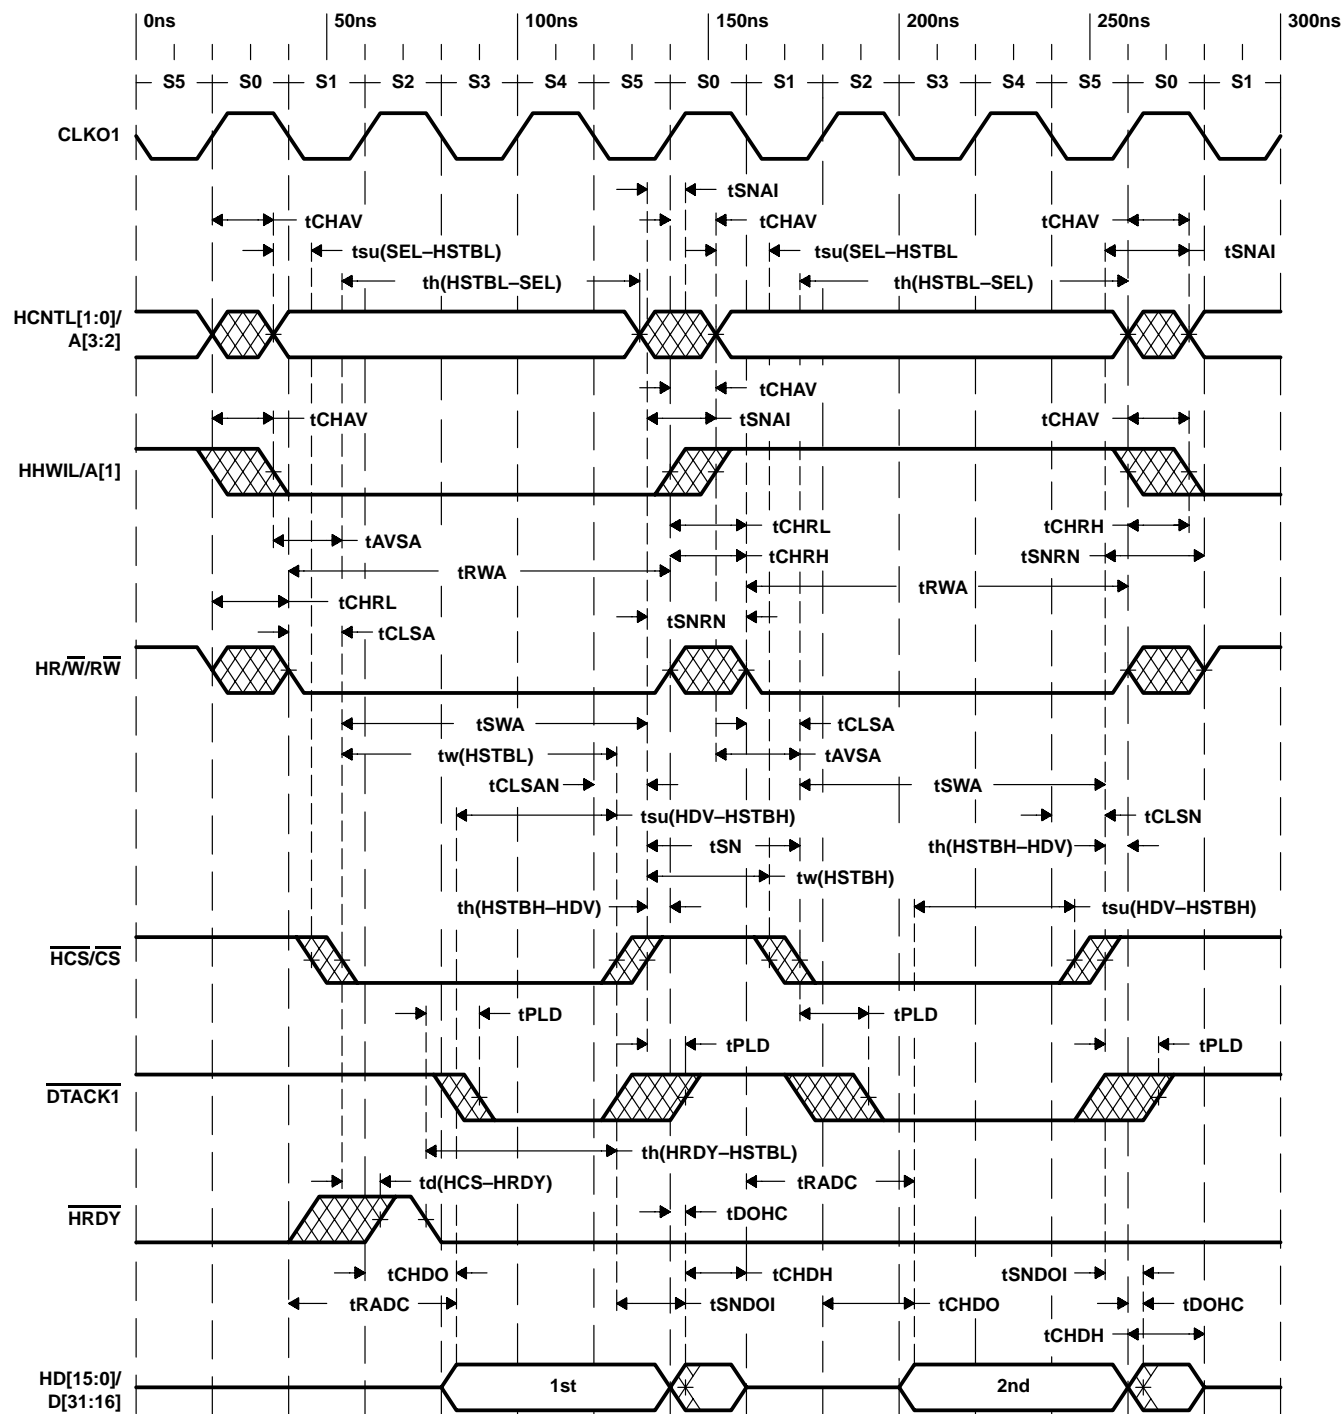 0ns 50ns 100ns 150ns 200ns 250ns 300ns
S5 S0 S1 S2 S3 S4 S5 S0 S1 S2 S3 S4 S5 S0 S1
CLKO1
tSNAI
tCHAV tCHAV tCHAV
tsu(SEL–HSTBL) tsu(SEL–HSTBL tSNAI
th(HSTBL–SEL) th(HSTBL–SEL)
HCNTL[1:0]/
A[3:2]
tCHAV
tCHAV tSNAI tCHAV
HHWIL/A[1]
tCHRL tCHRH
tAVSA tCHRH tSNRN
tRWA tRWA
tCHRL tSNRN
tCLSA
HR/W/RW
tSWA tCLSA
tw(HSTBL) tAVSA
tCLSAN tSWA
tsu(HDV–HSTBH) tCLSN
tSN th(HSTBH–HDV)
tw(HSTBH)
th(HSTBH–HDV) tsu(HDV–HSTBH)
HCS/CS
tPLD tPLD
tPLD tPLD
DTACK1
th(HRDY–HSTBL)
td(HCS–HRDY) tRADC
HRDY
tDOHC
tCHDO tCHDH tSNDOI
tRADC tSNDOI tCHDO tDOHC
tCHDH
HD[15:0]/
D[31:16]
1st 2nd